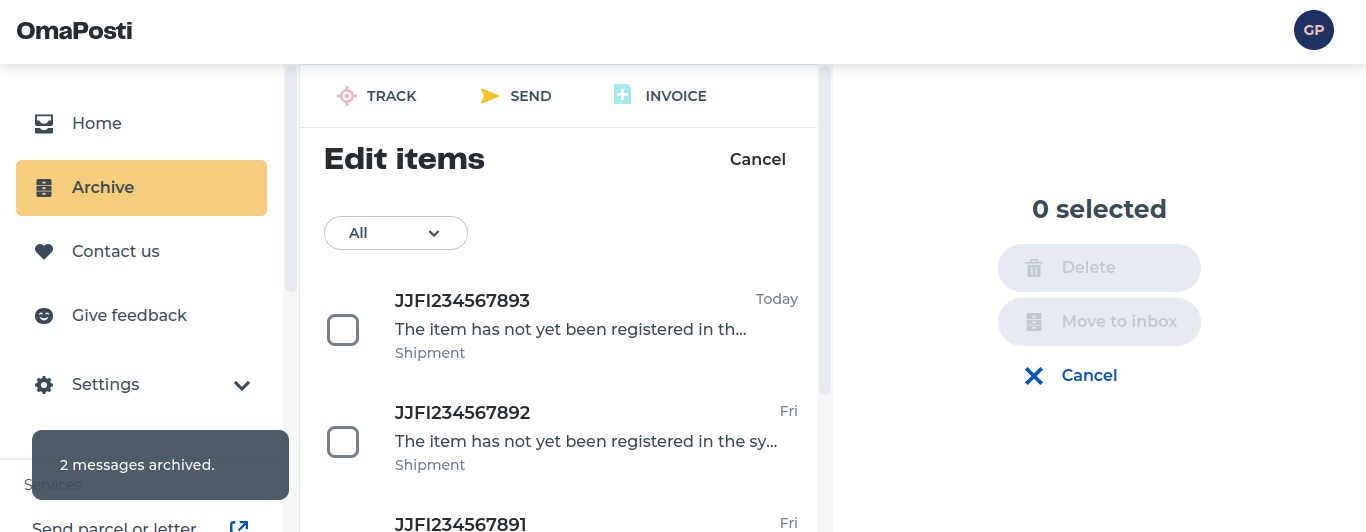 OmaPosti
GP
Home
Archive
Contact us
Give feedback
Settings
2 messages archived.
Services
Send parcel or letter
TRACK
SEND
INVOICE
Edit items
Cancel
All
JJFI234567893
Today
The item has not yet been registered in th...
Shipment
JJFI234567892
Fri
The item has not yet been registered in the sy...
Shipment
JJFI234567891
Fri
0 selected
Delete
Move to inbox
Cancel